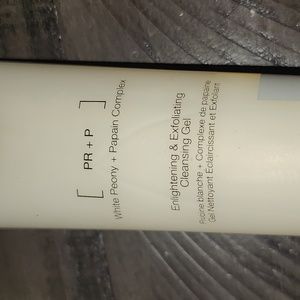 [ PR + P ]
White Peony + Papain Complex
Enlightening & Exfoliating
Cleansing Gel
Pivoine blanche + Complexe de papaïne
Gel Nettoyant Éclaircissant et Exfoliant